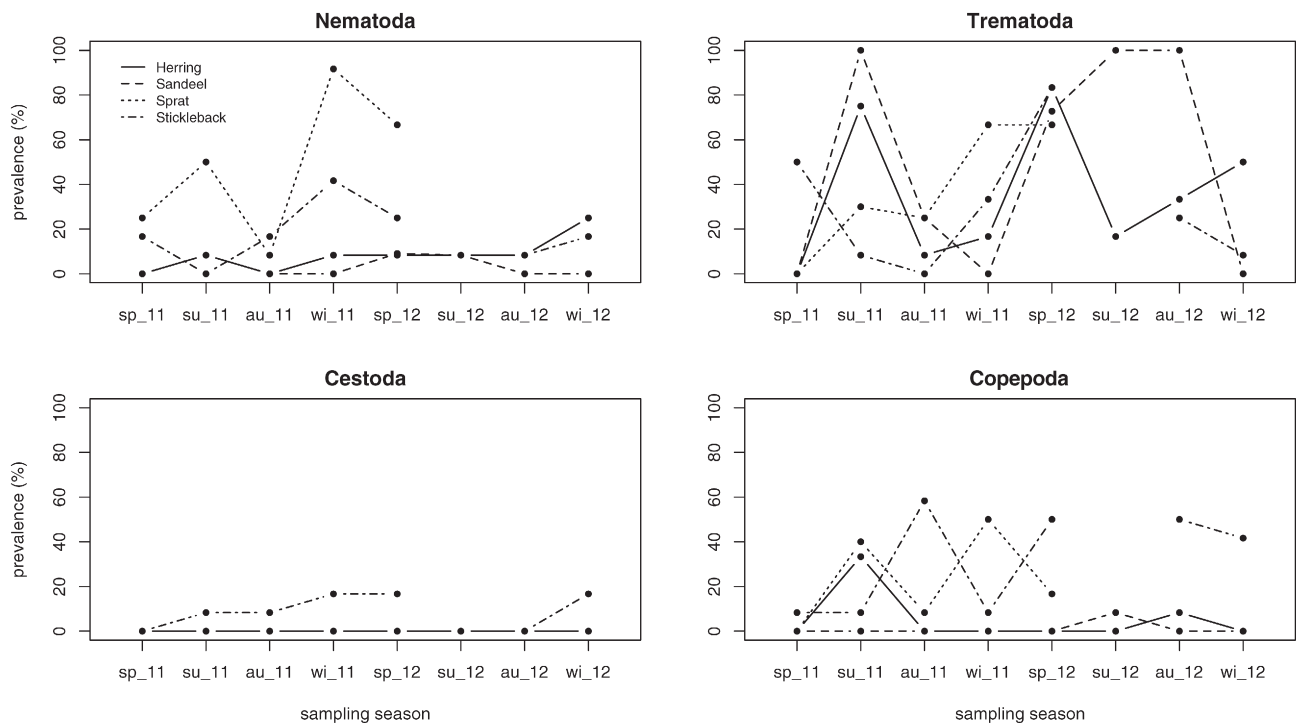 Nematoda
Trematoda
prevalence (%)
0 20 40 60 80 100
Herring
Sandeel
Sprat
Stickleback
0 20 40 60 80 100
sp_11 su_11 au_11 wi_11 sp_12 su_12 au_12 wi_12
sp_11 su_11 au_11 wi_11 sp_12 su_12 au_12 wi_12
Cestoda
Copepoda
prevalence (%)
0 20 40 60 80 100
0 20 40 60 80 100
sp_11 su_11 au_11 wi_11 sp_12 su_12 au_12 wi_12
sp_11 su_11 au_11 wi_11 sp_12 su_12 au_12 wi_12
sampling season
sampling season